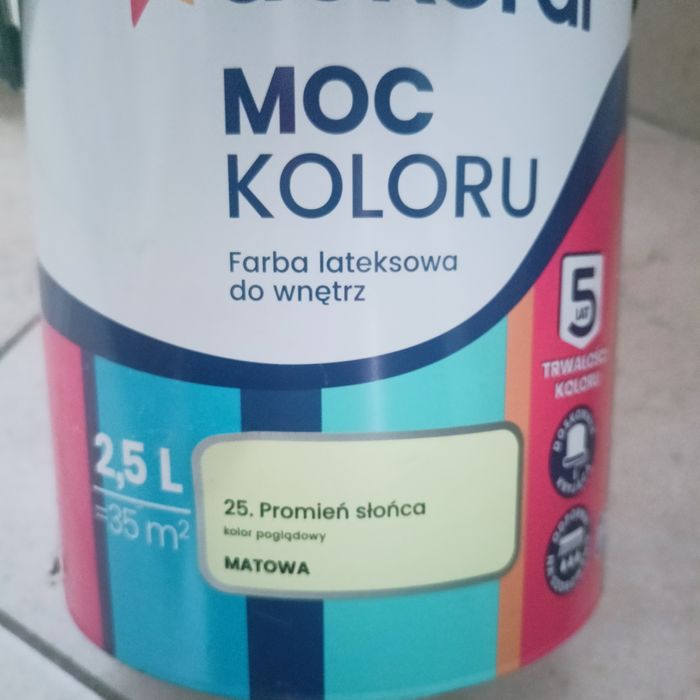 MOC
KOLORU
Farba lateksowa
do wnętrz
5
LAT
TRWAŁOŚCI
KOLORU
2,5 L
=35 m²
25. Promień słońca
kolor poglądowy
MATOWA